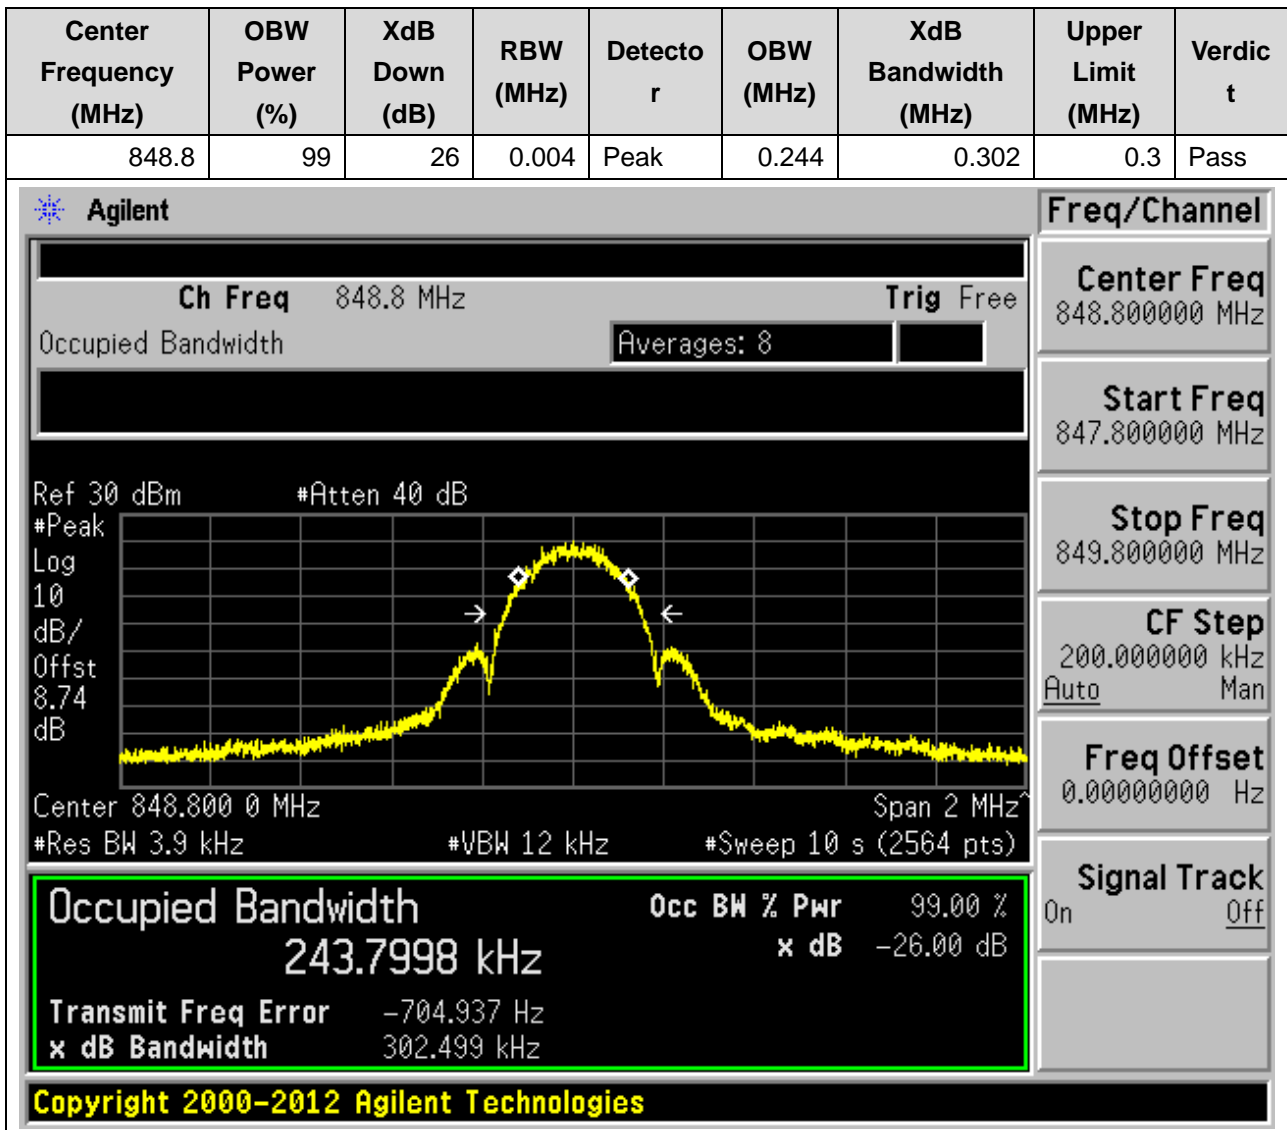 Center Frequency (MHz) OBW Power (%) XdB Down (dB) RBW (MHz) Detector OBW (MHz) XdB Bandwidth (MHz) Upper Limit (MHz) Verdict
848.8 99 26 0.004 Peak 0.244 0.302 0.3 Pass
Agilent
Freq/Channel
Ch Freq 848.8 MHz Trig Free
Occupied Bandwidth Averages: 8
Center Freq
848.800000 MHz
Start Freq
847.800000 MHz
Stop Freq
849.800000 MHz
CF Step
200.000000 kHz
Auto Man
Freq Offset
0.00000000 Hz
Signal Track
On Off
Ref 30 dBm #Atten 40 dB
#Peak
Log
10
dB/
Offst
8.74
dB
Center 848.800 0 MHz Span 2 MHz^
#Res BW 3.9 kHz #VBW 12 kHz #Sweep 10 s (2564 pts)
Occupied Bandwidth Occ BW % Pwr 99.00 %
243.7998 kHz x dB -26.00 dB
Transmit Freq Error -704.937 Hz
x dB Bandwidth 302.499 kHz
Copyright 2000-2012 Agilent Technologies